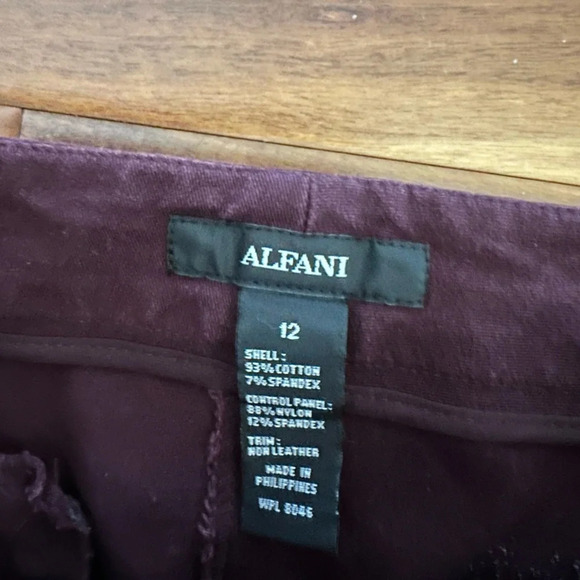 ALFANI
12
SHELL:
93% COTTON
7% SPANDEX
CONTROL PANEL:
88% NYLON
12% SPANDEX
TRIM:
NON LEATHER
MADE IN
PHILIPPINES
WPL 8046